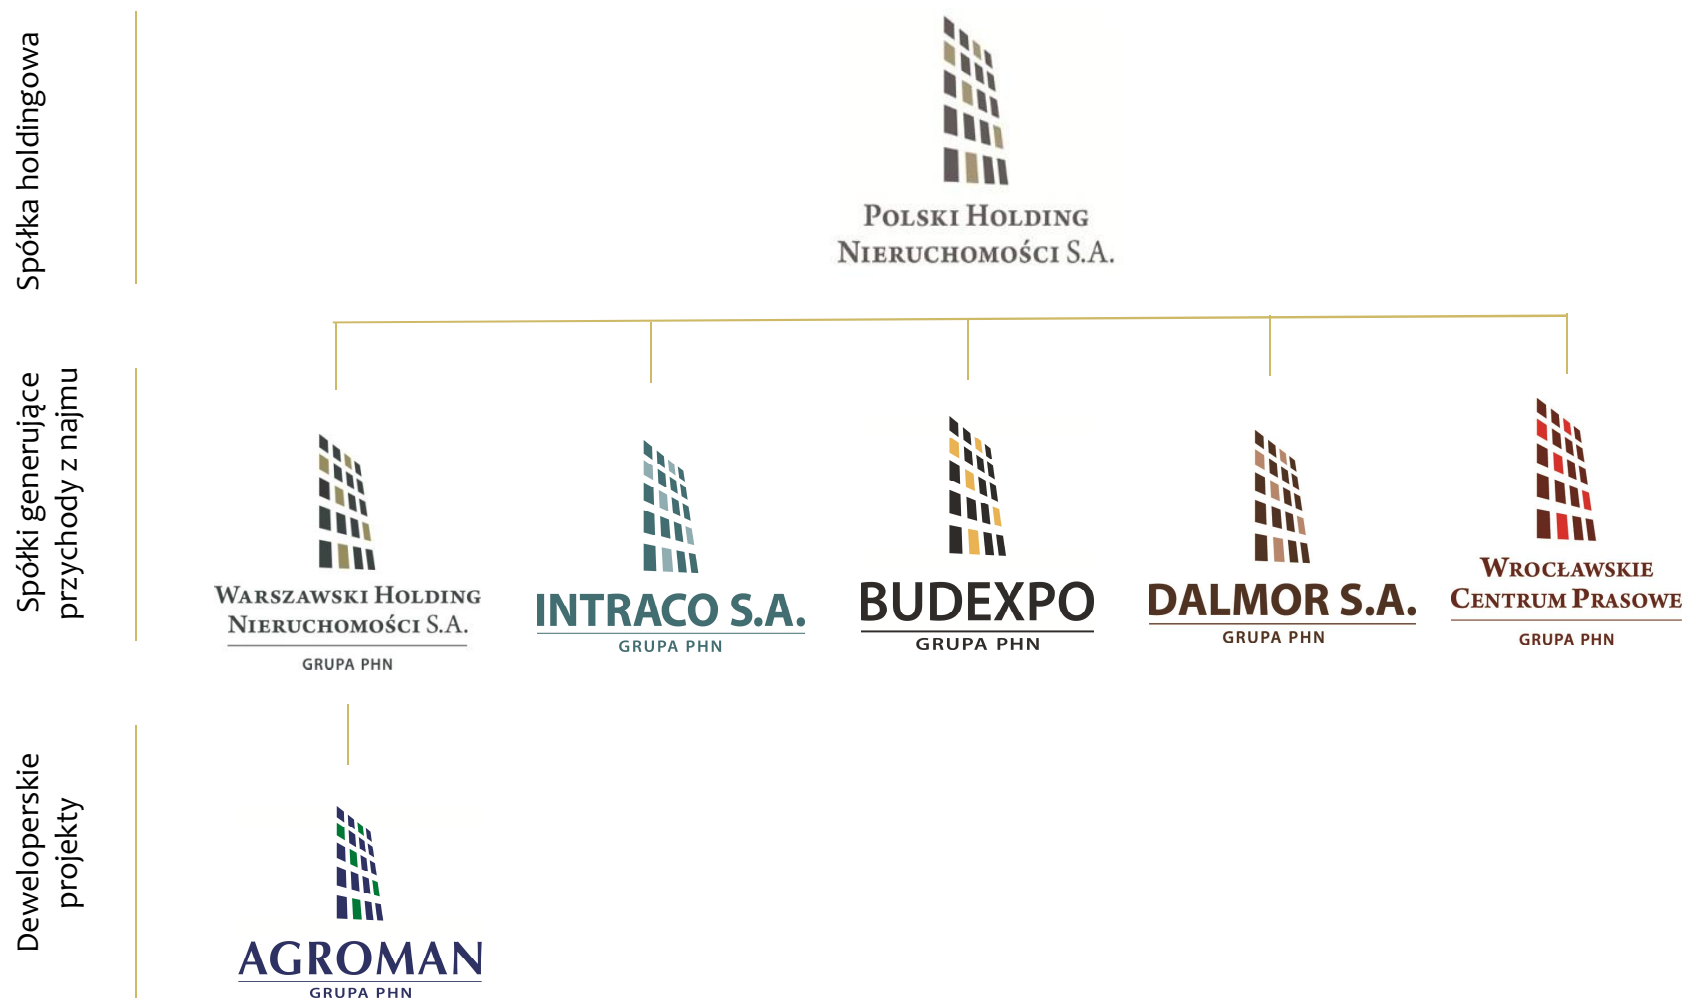 Spółka holdingowa
POLSKI HOLDING
NIERUCHOMOŚCI S.A.
Spółki generujące
przychody z najmu
WARSZAWSKI HOLDING
NIERUCHOMOŚCI S.A.
GRUPA PHN
INTRACO S.A.
GRUPA PHN
BUDEXPO
GRUPA PHN
DALMOR S.A.
GRUPA PHN
WROCŁAWSKIE
CENTRUM PRASOWE
GRUPA PHN
Deweloperskie
projekty
AGROMAN
GRUPA PHN